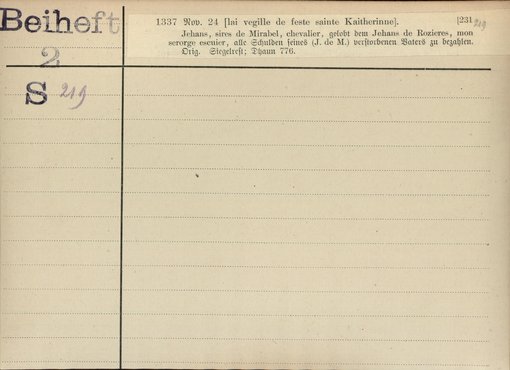 Beiheft
2
S 219
1337 Nov. 24 [lai vegille de feste sainte Kaitherinne]. [231 219
Jehans, sires de Mirabel, chevalier, gelobt dem Jehans de Rozieres, mon
serorge escuier, alle Schulden seines (J. de M.) verstorbenen Vaters zu bezahlen.
Orig. Siegelrest; Dhaun 776.